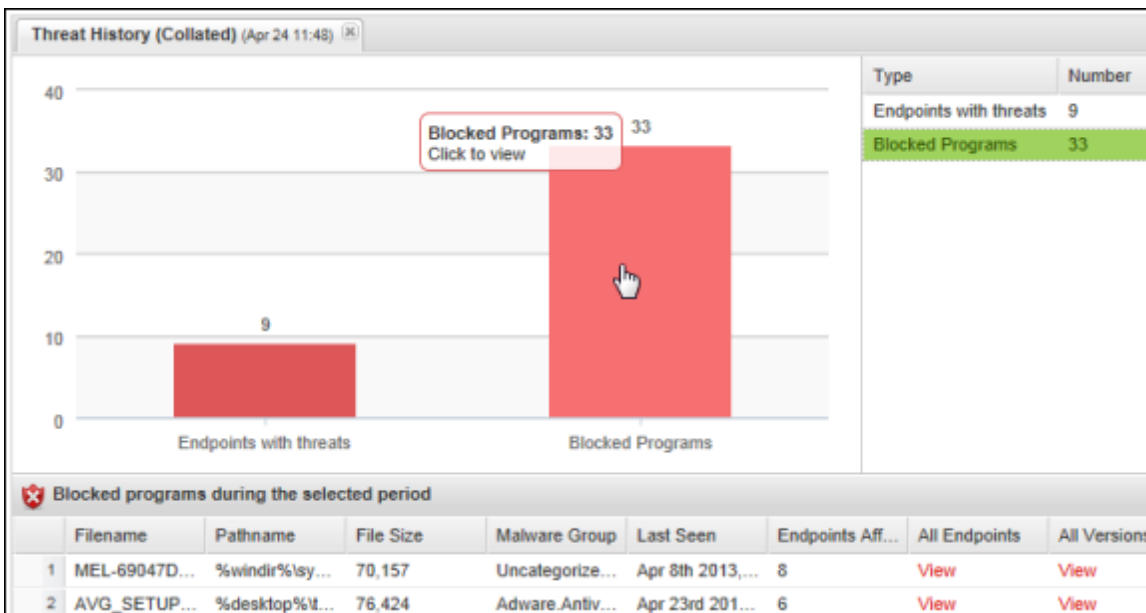 Threat History (Collated) (Apr 24 11:48)
Type Number
Endpoints with threats 9
Blocked Programs 33
40
30
20
10
0
Blocked Programs: 33
Click to view
33
9
Endpoints with threats Blocked Programs
Blocked programs during the selected period
Filename Pathname File Size Malware Group Last Seen Endpoints Aff... All Endpoints All Versions
1 MEL-69047D... %windir%\sy... 70,157 Uncategorize... Apr 8th 2013,... 8 View View
2 AVG_SETUP... %desktop%\t... 76,424 Adware.Antiv... Apr 23rd 201... 6 View View